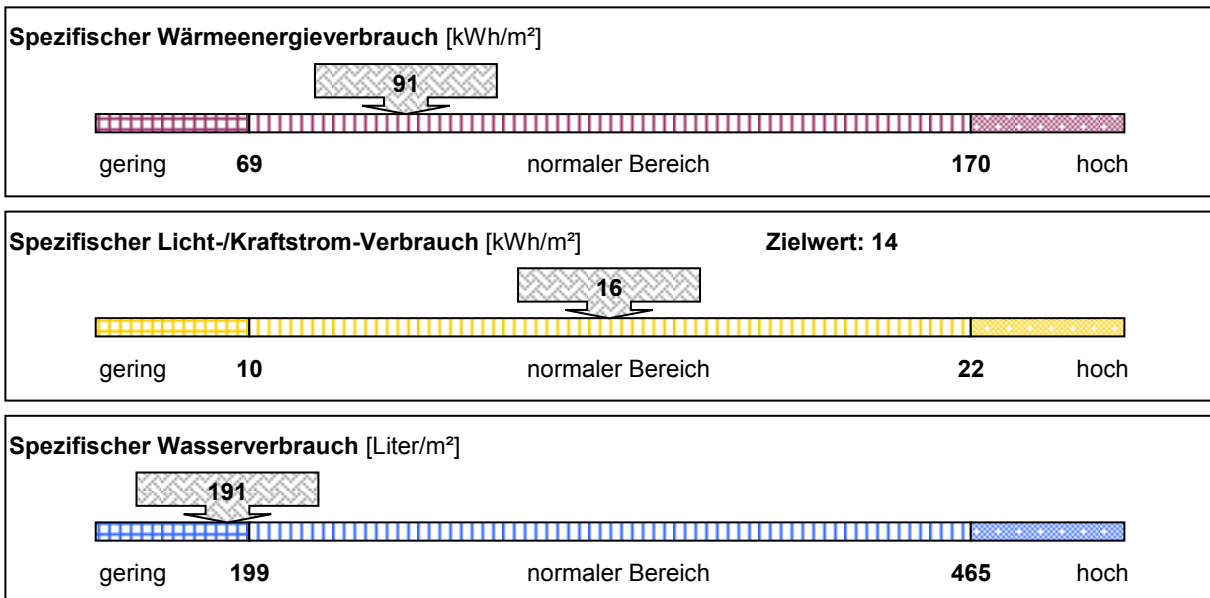 Spezifischer Wärmeenergieverbrauch [kWh/m²]
91
gering 69 normaler Bereich 170 hoch
Spezifischer Licht-/Kraftstrom-Verbrauch [kWh/m²] Zielwert: 14
16
gering 10 normaler Bereich 22 hoch
Spezifischer Wasserverbrauch [Liter/m²]
191
gering 199 normaler Bereich 465 hoch